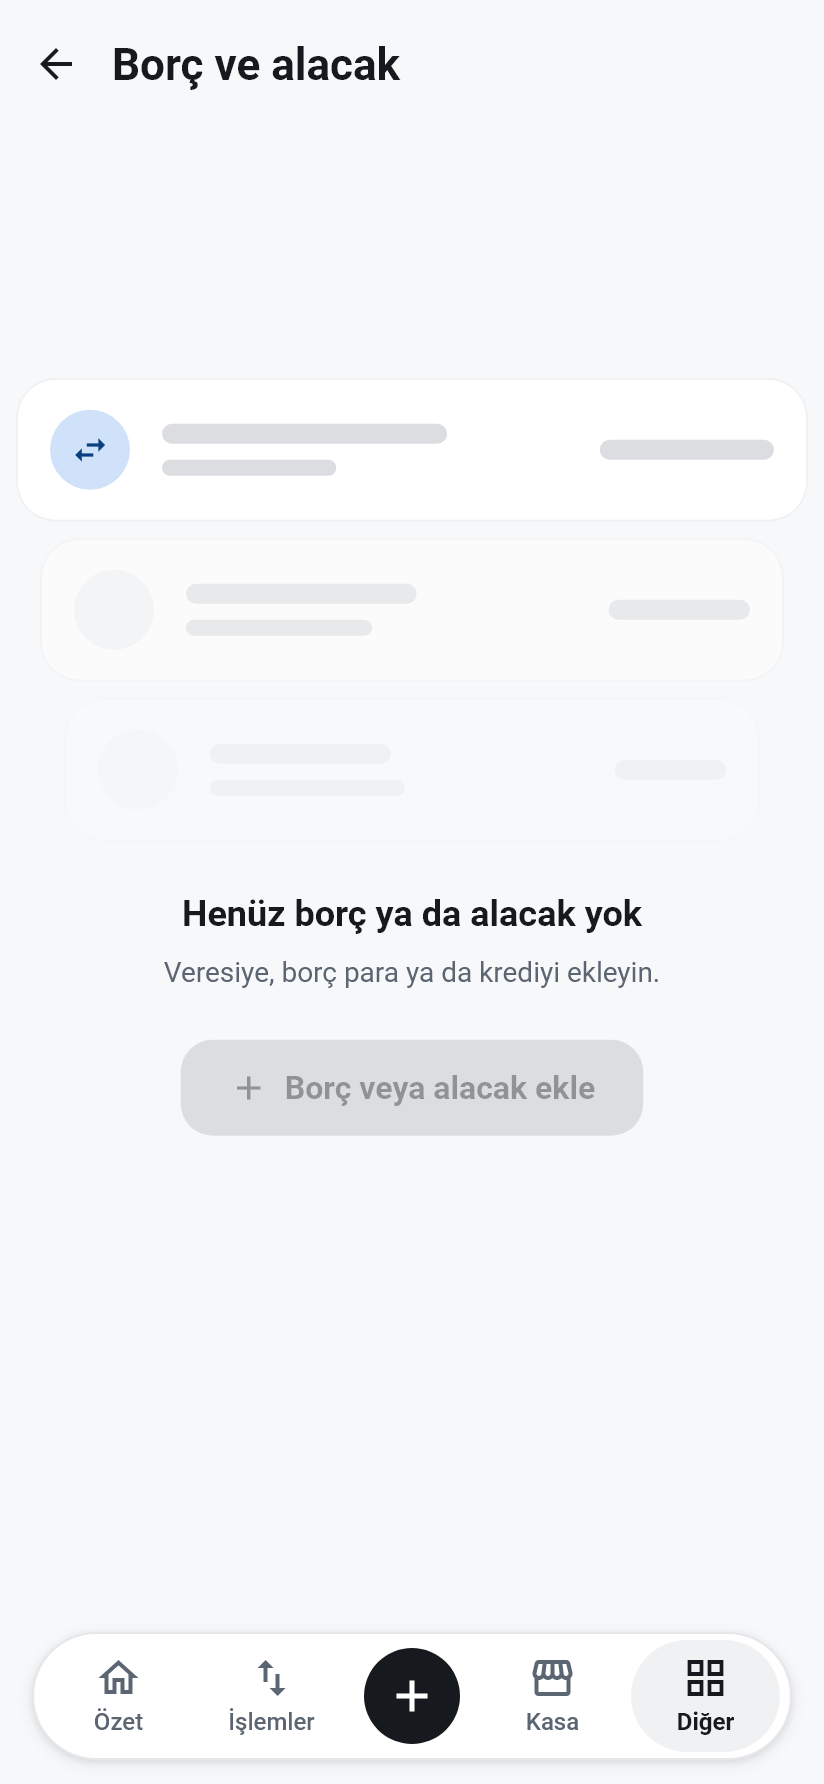 Borç ve alacak
Henüz borç ya da alacak yok
Veresiye, borç para ya da krediyi ekleyin.
Borç veya alacak ekle
Özet
İşlemler
Kasa
Diğer